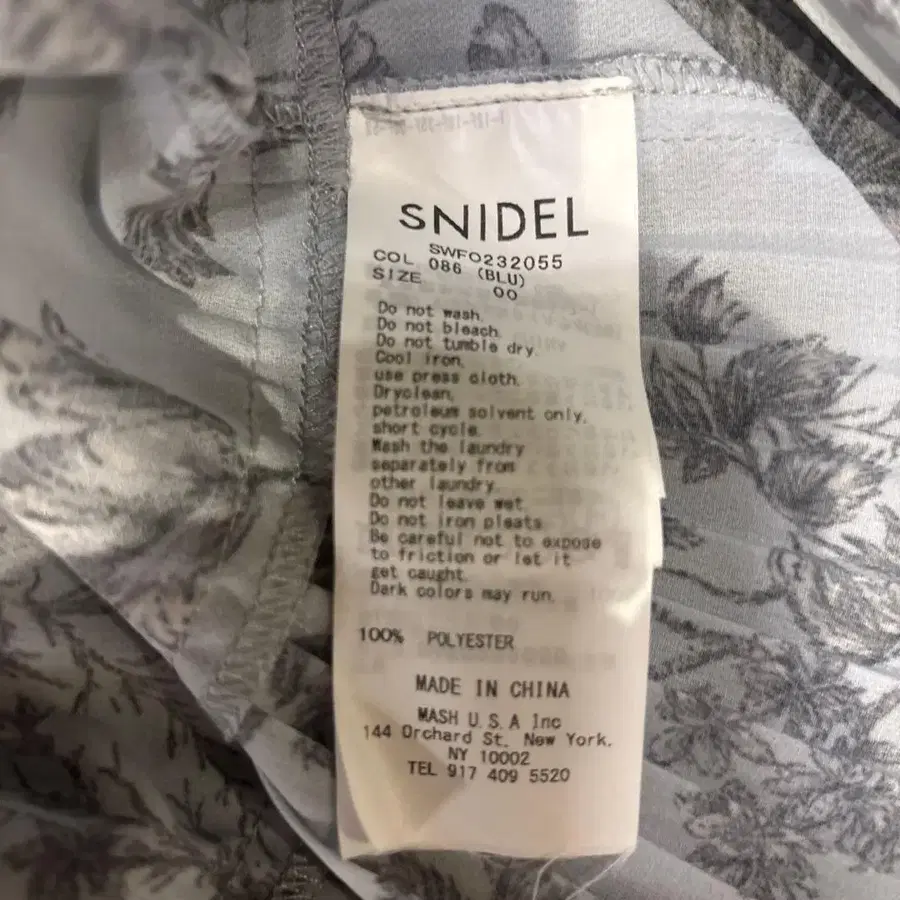 SNIDEL
SWFO232055
COL 086 (BLU)
SIZE 00
Do not wash.
Do not bleach.
Do not tumble dry.
Cool iron,
use press cloth.
Dryclean,
petroleum solvent only,
short cycle.
Wash the laundry
separately from
other laundry.
Do not leave wet.
Do not iron pleats.
Be careful not to expose
to friction or let it
get caught.
Dark colors may run.
100% POLYESTER
MADE IN CHINA
MASH U.S.A Inc
144 Orchard St. New York,
NY 10002
TEL 917 409 5520